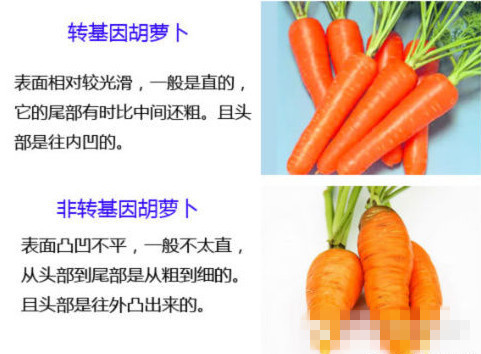 转基因胡萝卜
表面相对较光滑，一般是直的，
它的尾部有时比中间还粗。且头
部是往内凹的。
非转基因胡萝卜
表面凸凹不平，一般不太直，
从头部到尾部是从粗到细的。
且头部是往外凸出来的。